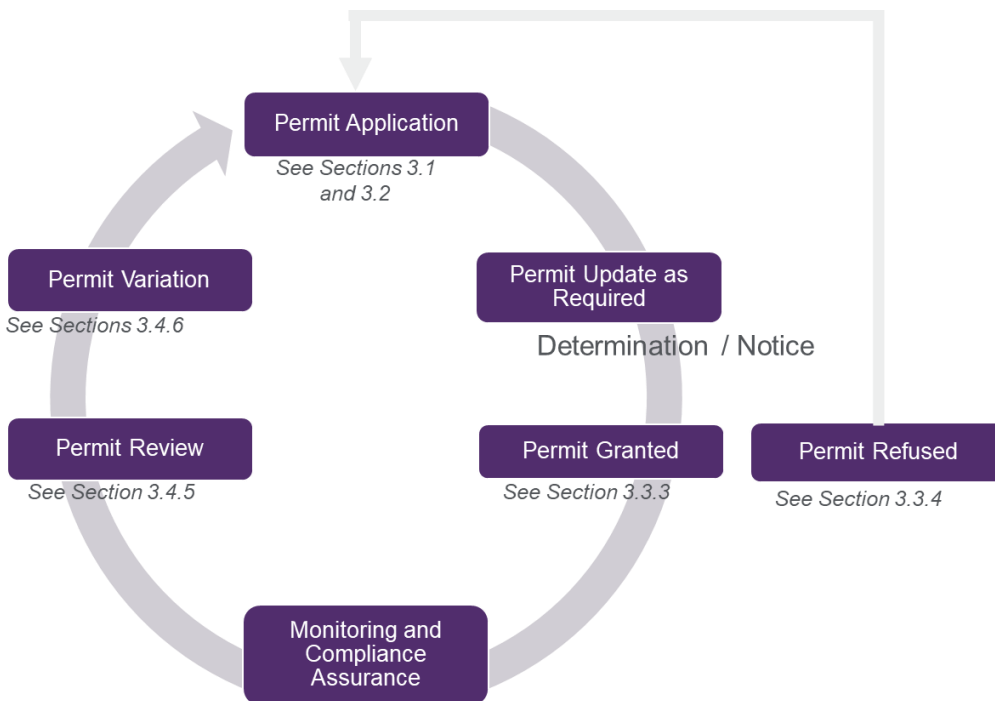 Permit Application
See Sections 3.1
and 3.2
Permit Variation
See Sections 3.4.6
Permit Update as
Required
Determination / Notice
Permit Review
See Section 3.4.5
Permit Granted
See Section 3.3.3
Permit Refused
See Section 3.3.4
Monitoring and
Compliance
Assurance